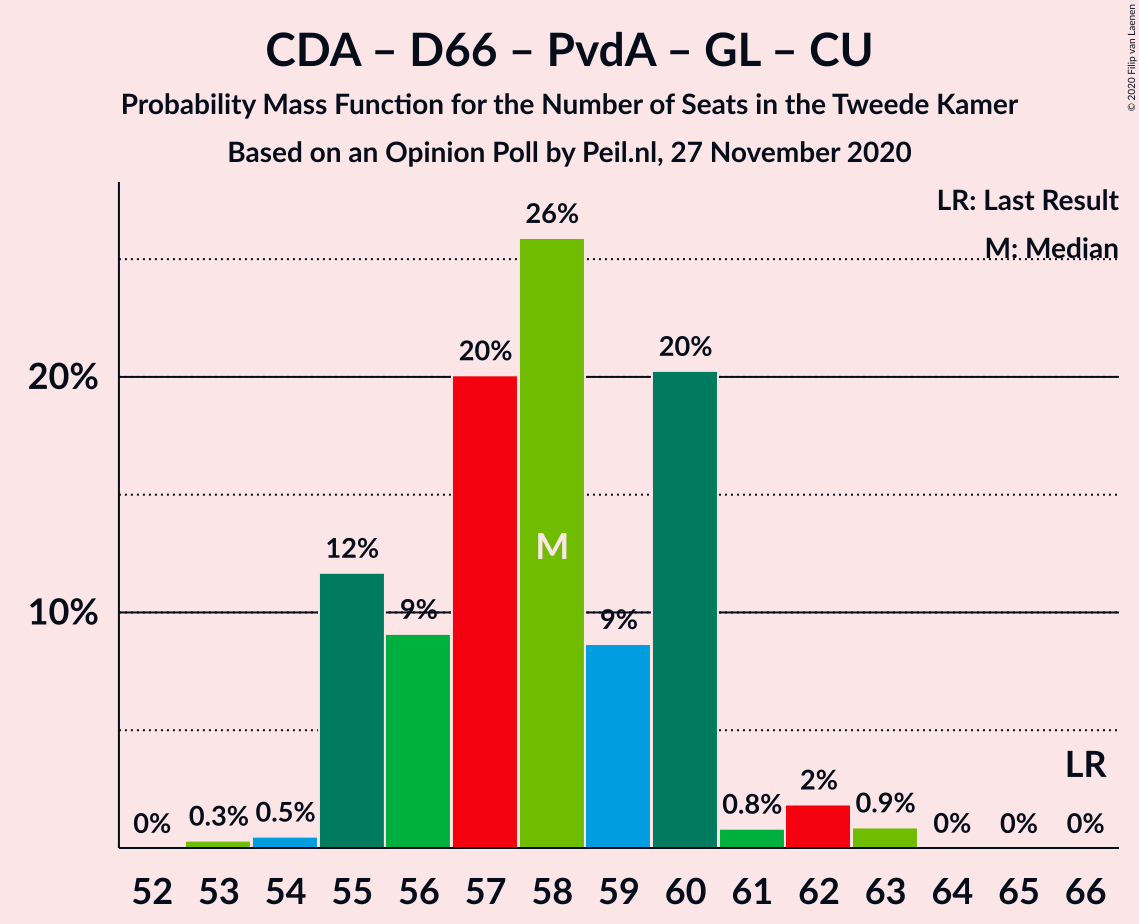 CDA – D66 – PvdA – GL – CU
Probability Mass Function for the Number of Seats in the Tweede Kamer
Based on an Opinion Poll by Peil.nl, 27 November 2020
© 2020 Filip van Laenen
LR: Last Result
M: Median
26%
20%
20%
20%
M
12%
10%
9%
9%
LR
0%
0.3%
0.5%
0.8%
2%
0.9%
0%
0%
0%
52 53 54 55 56 57 58 59 60 61 62 63 64 65 66